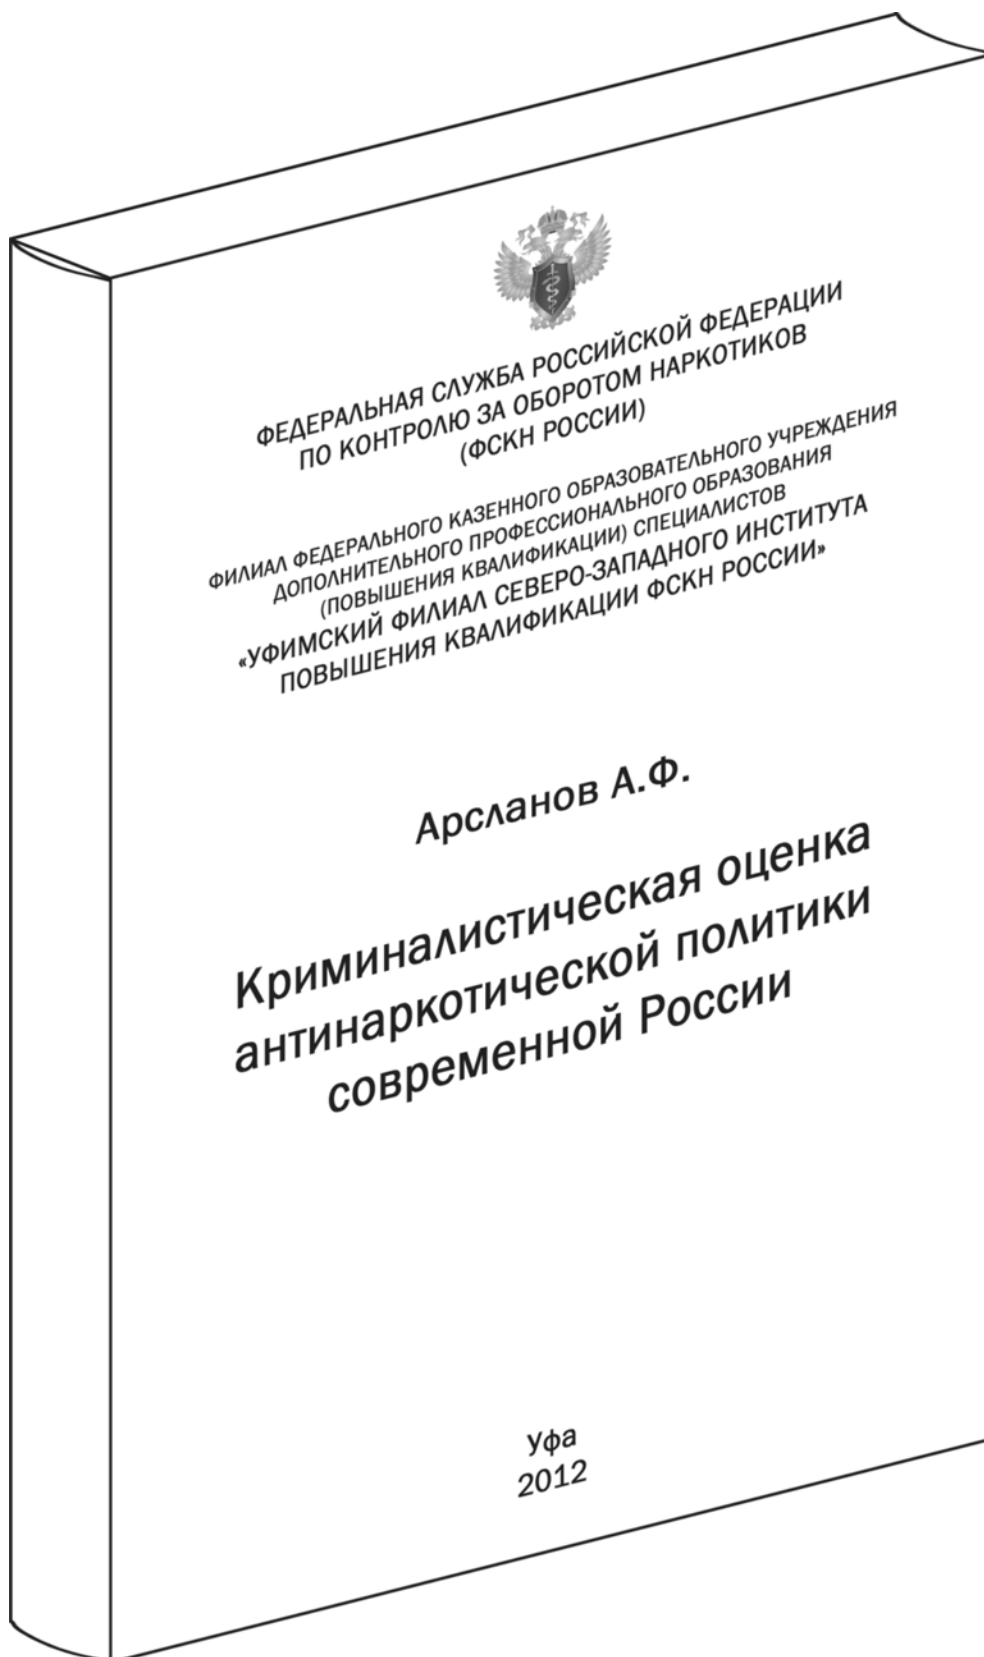 ФЕДЕРАЛЬНАЯ СЛУЖБА РОССИЙСКОЙ ФЕДЕРАЦИИ
ПО КОНТРОЛЮ ЗА ОБОРОТОМ НАРКОТИКОВ
(ФСКН РОССИИ)
ФИЛИАЛ ФЕДЕРАЛЬНОГО КАЗЕННОГО ОБРАЗОВАТЕЛЬНОГО УЧРЕЖДЕНИЯ
ДОПОЛНИТЕЛЬНОГО ПРОФЕССИОНАЛЬНОГО ОБРАЗОВАНИЯ
(ПОВЫШЕНИЯ КВАЛИФИКАЦИИ) СПЕЦИАЛИСТОВ
«УФИМСКИЙ ФИЛИАЛ СЕВЕРО-ЗАПАДНОГО ИНСТИТУТА
ПОВЫШЕНИЯ КВАЛИФИКАЦИИ ФСКН РОССИИ»
Арсланов А.Ф.
Криминалистическая оценка
антинаркотической политики
современной России
Уфа
2012